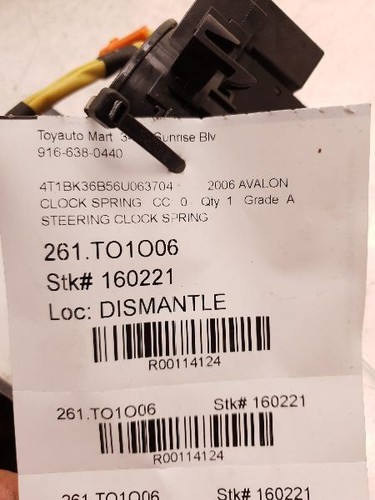 Toyauto Mart Sunrise Blv
916-638-0440
4T1BK36B56U063704 2006 AVALON
CLOCK SPRING CC 0 Qty 1 Grade A
STEERING CLOCK SPRING
261.TO1O06
Stk# 160221
Loc: DISMANTLE
R00114124
261.TO1O06 Stk# 160221
R00114124
261.TO1O06 Stk# 160221